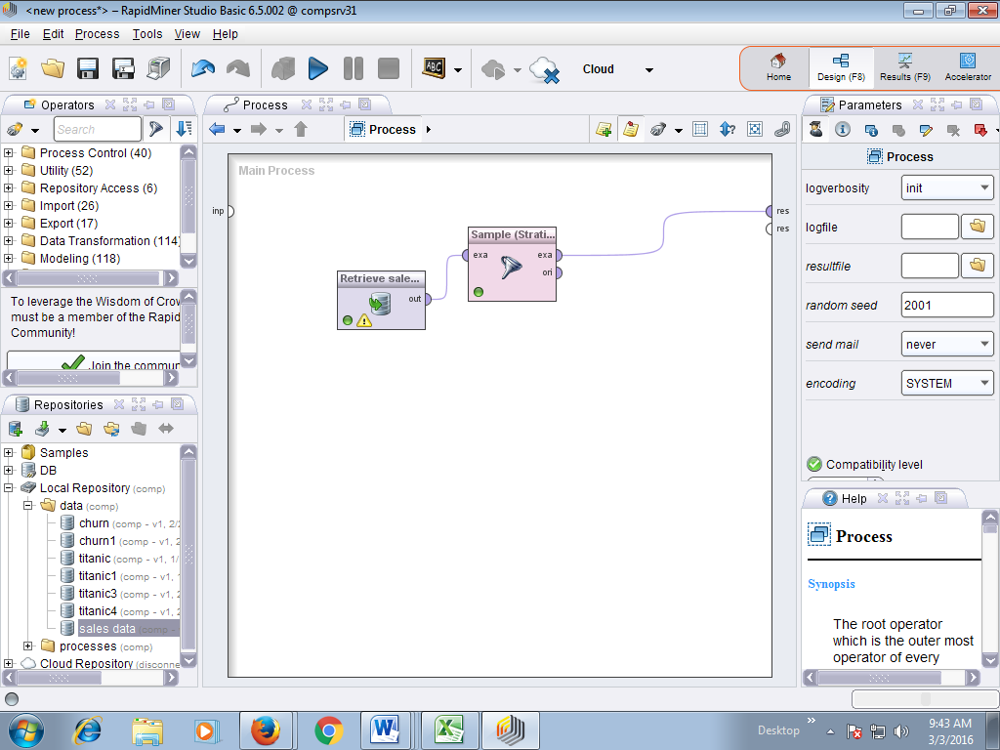 <new process*> – RapidMiner Studio Basic 6.5.002 @ compsrv31
File Edit Process Tools View Help
ABC
Cloud
Home
Design (F8)
Results (F9)
Accelerator
Operators
Search
Process Control (40)
Utility (52)
Repository Access (6)
Import (26)
Export (17)
Data Transformation (114
Modeling (118)
To leverage the Wisdom of Crov
must be a member of the Rapid
Community!
Join the commun
Repositories
Samples
DB
Local Repository (comp)
data (comp)
churn (comp - v1, 2/2
churn1 (comp - v1, 2
titanic (comp - v1, 1/
titanic1 (comp - v1, 1
titanic3 (comp - v1, 2
titanic4 (comp - v1, 2
sales data (comp -
processes (comp)
Cloud Repository (disconne
Process
Process
Main Process
inp
res
res
Sample (Strati...
exa
exa
ori
Retrieve sale...
out
Parameters
Process
logverbosity
init
logfile
resultfile
random seed
2001
send mail
never
encoding
SYSTEM
Compatibility level
Help
Process
Synopsis
The root operator
which is the outer most
operator of every
Desktop
»
9:43 AM
3/3/2016